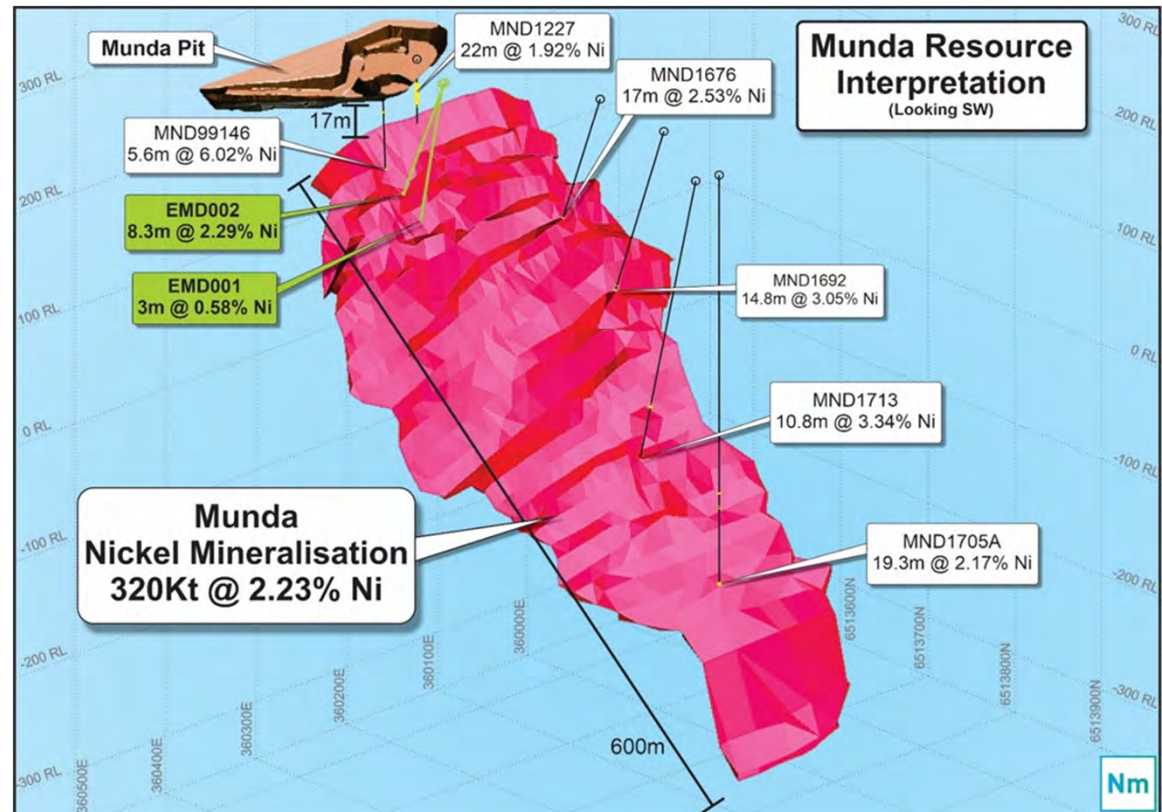 Munda Resource
Interpretation
(Looking SW)
Munda Pit
MND1227
22m @ 1.92% Ni
MND1676
17m @ 2.53% Ni
17m
MND99146
5.6m @ 6.02% Ni
EMD002
8.3m @ 2.29% Ni
EMD001
3m @ 0.58% Ni
MND1692
14.8m @ 3.05% Ni
MND1713
10.8m @ 3.34% Ni
MND1705A
19.3m @ 2.17% Ni
Munda
Nickel Mineralisation
320Kt @ 2.23% Ni
600m
300 RL
200 RL
100 RL
0 RL
-100 RL
-200 RL
-300 RL
300 RL
200 RL
100 RL
0 RL
-100 RL
-200 RL
-300 RL
360500E
360400E
360300E
360200E
360100E
360000E
6513600N
6513700N
6513800N
6513900N
Nm